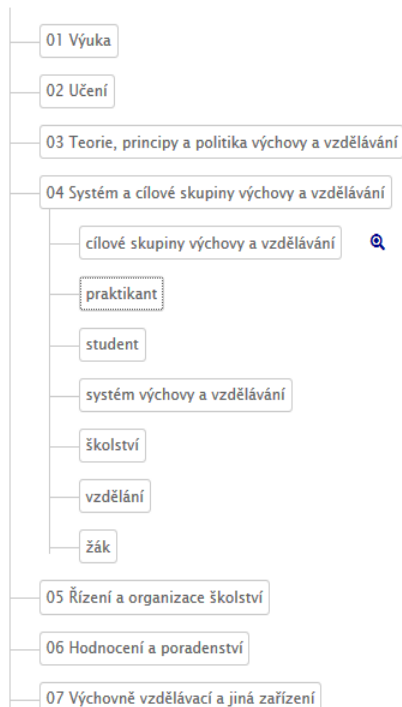 01 Výuka
02 Učení
03 Teorie, principy a politika výchovy a vzdělávání
04 Systém a cílové skupiny výchovy a vzdělávání
cílové skupiny výchovy a vzdělávání
praktikant
student
systém výchovy a vzdělávání
školství
vzdělání
žák
05 Řízení a organizace školství
06 Hodnocení a poradenství
07 Výchovně vzdělávací a jiná zařízení